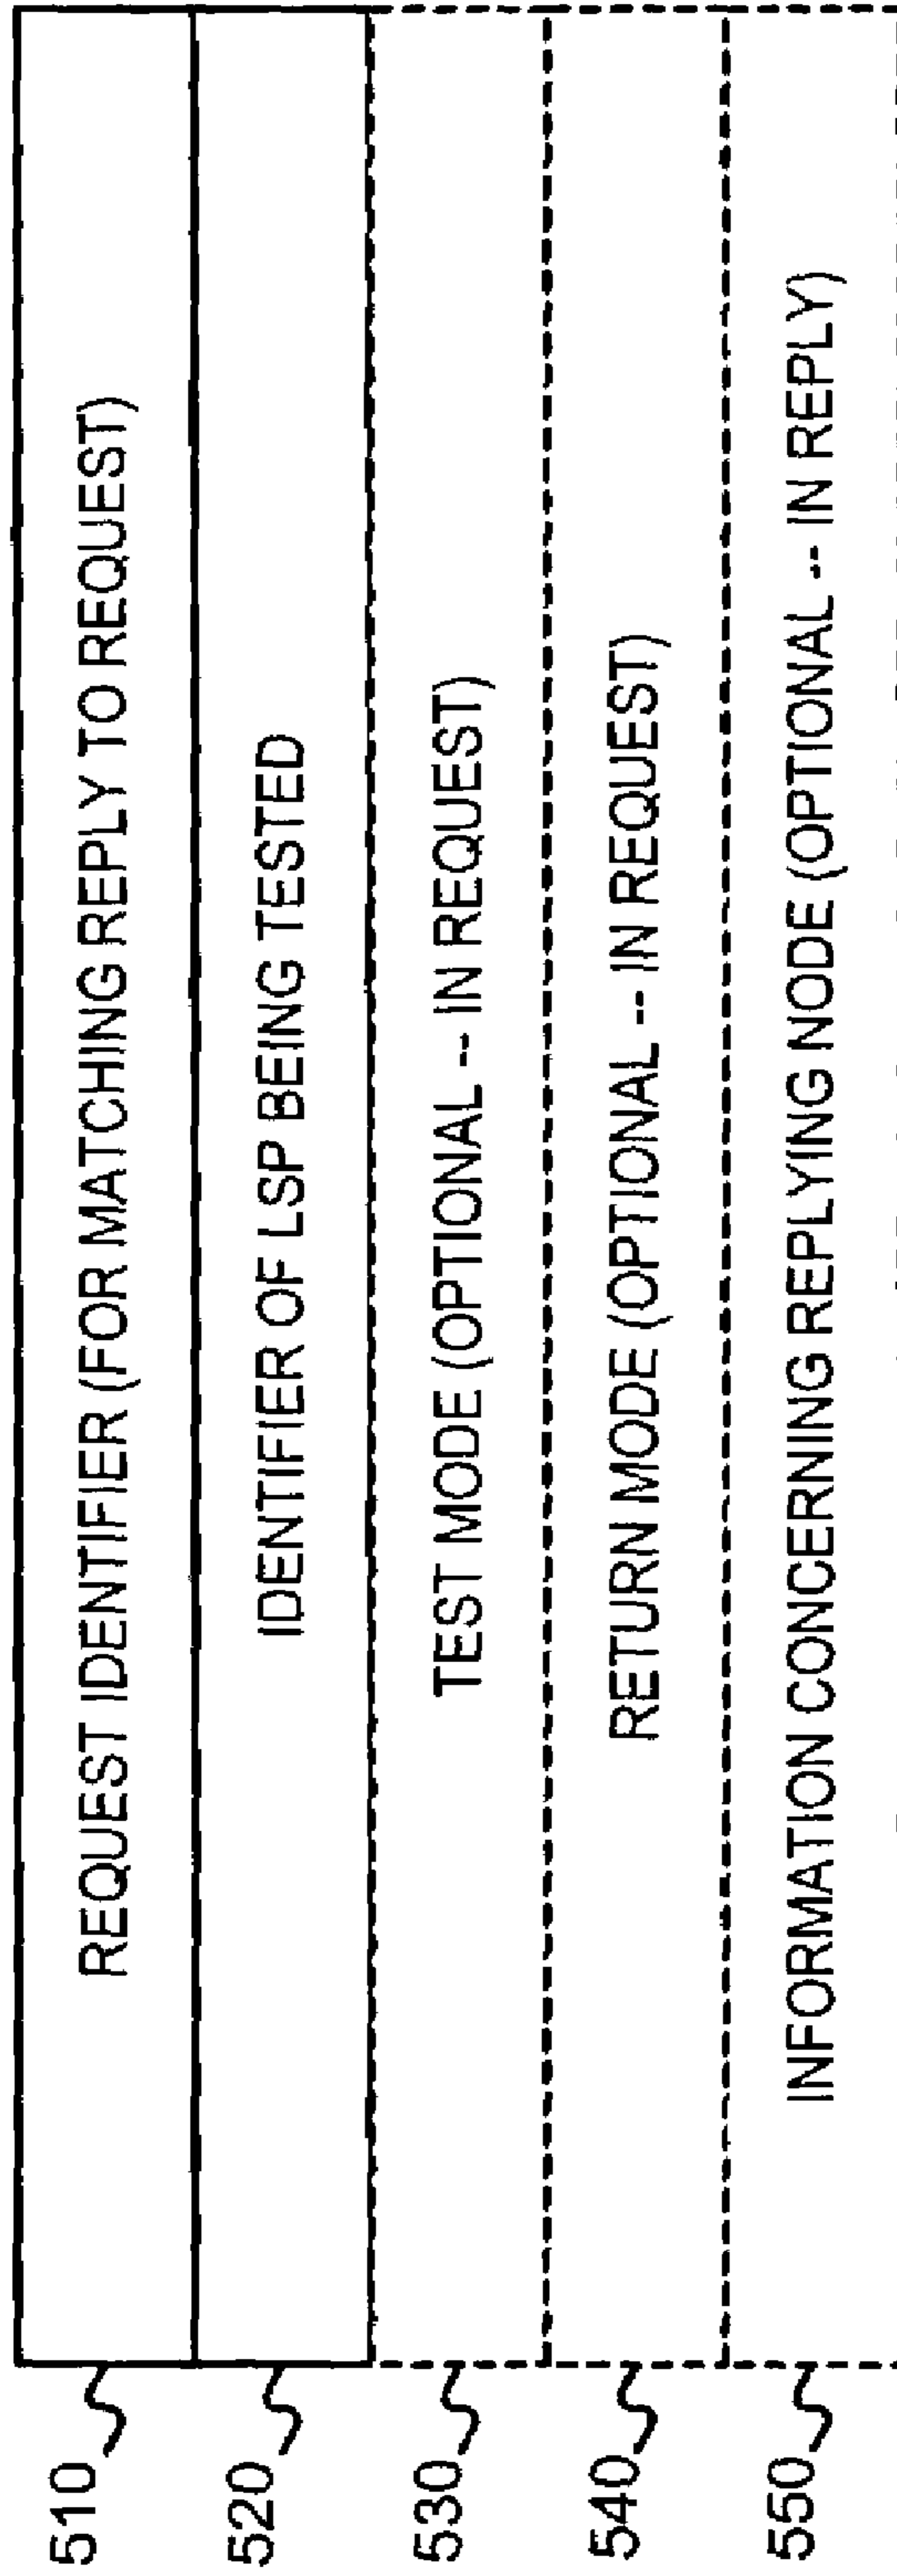 510 REQUEST IDENTIFIER (FOR MATCHING REPLY TO REQUEST)
520 IDENTIFIER OF LSP BEING TESTED
530 TEST MODE (OPTIONAL -- IN REQUEST)
540 RETURN MODE (OPTIONAL -- IN REQUEST)
550 INFORMATION CONCERNING REPLYING NODE (OPTIONAL -- IN REPLY)